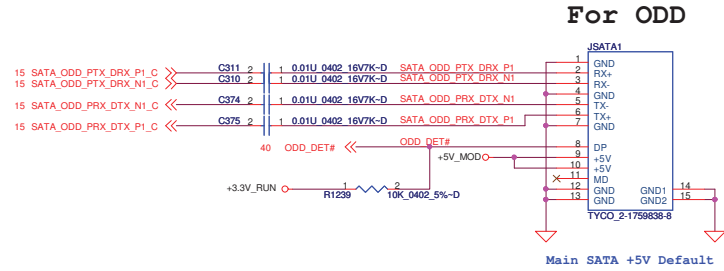 For ODD
JSATA1
15 SATA_ODD_PTX_DRX_P1_C C311 2 1 0.01U_0402_16V7K~D SATA_ODD_PTX_DRX_P1
15 SATA_ODD_PTX_DRX_N1_C C310 2 1 0.01U_0402_16V7K~D SATA_ODD_PTX_DRX_N1
15 SATA_ODD_PRX_DTX_N1_C C374 2 1 0.01U_0402_16V7K~D SATA_ODD_PRX_DTX_N1
15 SATA_ODD_PRX_DTX_P1_C C375 2 1 0.01U_0402_16V7K~D SATA_ODD_PRX_DTX_P1
1 GND
2 RX+
3 RX-
4 GND
5 TX-
6 TX+
7 GND
40 ODD_DET# ODD_DET# 8 DP
+5V_MOD 9 +5V
10 +5V
11 MD
12 GND GND1 14
13 GND GND2 15
+3.3V_RUN 1 2
R1239 10K_0402_5%~D
TYCO_2-1759838-8
Main SATA +5V Default